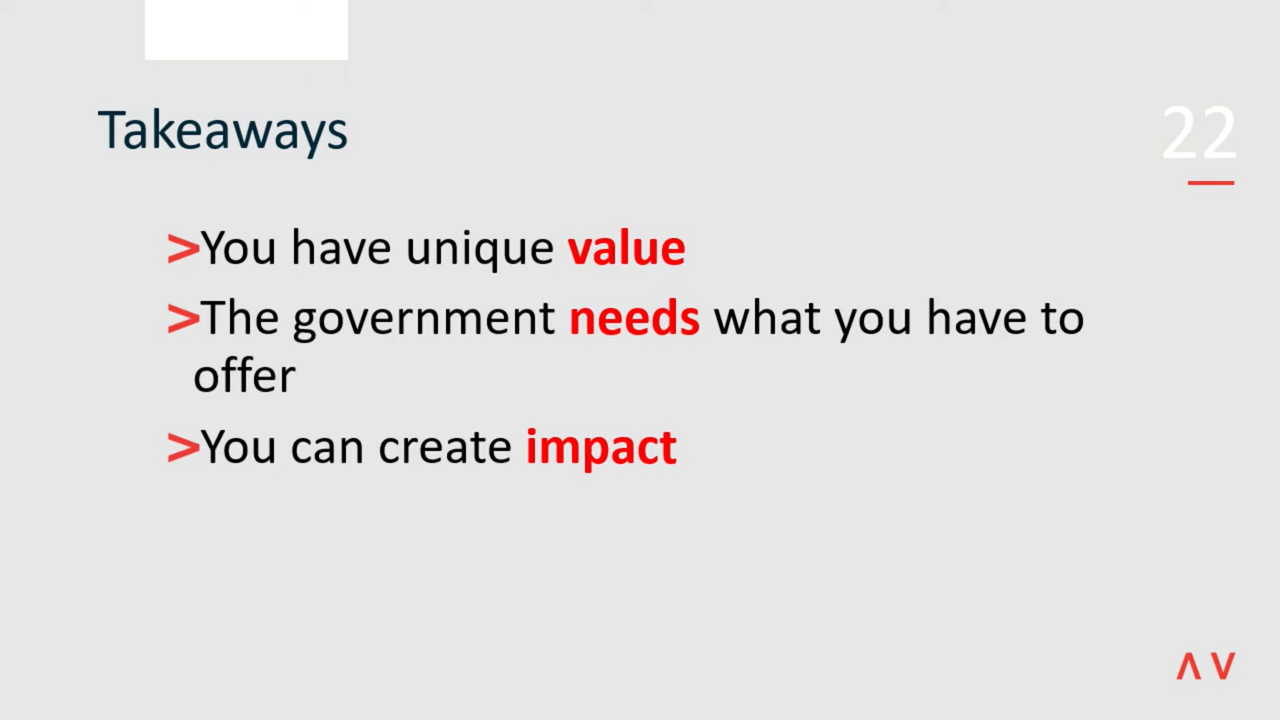 Takeaways
22
>You have unique value
>The government needs what you have to
offer
>You can create impact